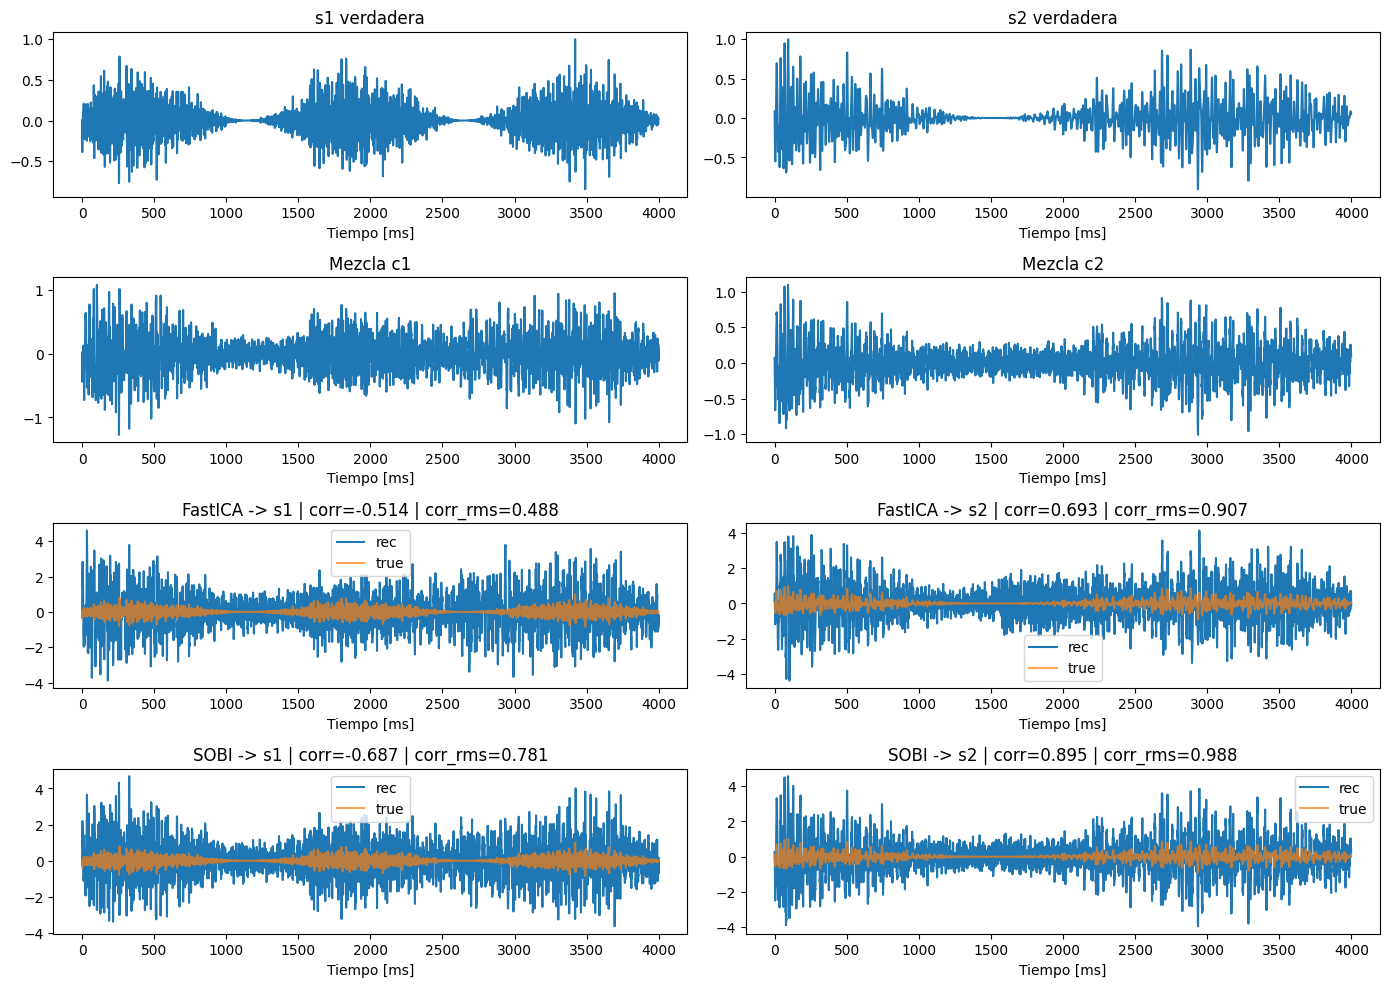 s1 verdadera
1.0
0.5
0.0
−0.5
0 500 1000 1500 2000 2500 3000 3500 4000
Tiempo [ms]
s2 verdadera
1.0
0.5
0.0
−0.5
0 500 1000 1500 2000 2500 3000 3500 4000
Tiempo [ms]
Mezcla c1
1
0
−1
0 500 1000 1500 2000 2500 3000 3500 4000
Tiempo [ms]
Mezcla c2
1.0
0.5
0.0
−0.5
−1.0
0 500 1000 1500 2000 2500 3000 3500 4000
Tiempo [ms]
FastICA -> s1 | corr=-0.514 | corr_rms=0.488
rec
true
4
2
0
−2
−4
0 500 1000 1500 2000 2500 3000 3500 4000
Tiempo [ms]
FastICA -> s2 | corr=0.693 | corr_rms=0.907
4
2
0
−2
−4
rec
true
0 500 1000 1500 2000 2500 3000 3500 4000
Tiempo [ms]
SOBI -> s1 | corr=-0.687 | corr_rms=0.781
rec
true
4
2
0
−2
−4
0 500 1000 1500 2000 2500 3000 3500 4000
Tiempo [ms]
SOBI -> s2 | corr=0.895 | corr_rms=0.988
rec
true
4
2
0
−2
−4
0 500 1000 1500 2000 2500 3000 3500 4000
Tiempo [ms]